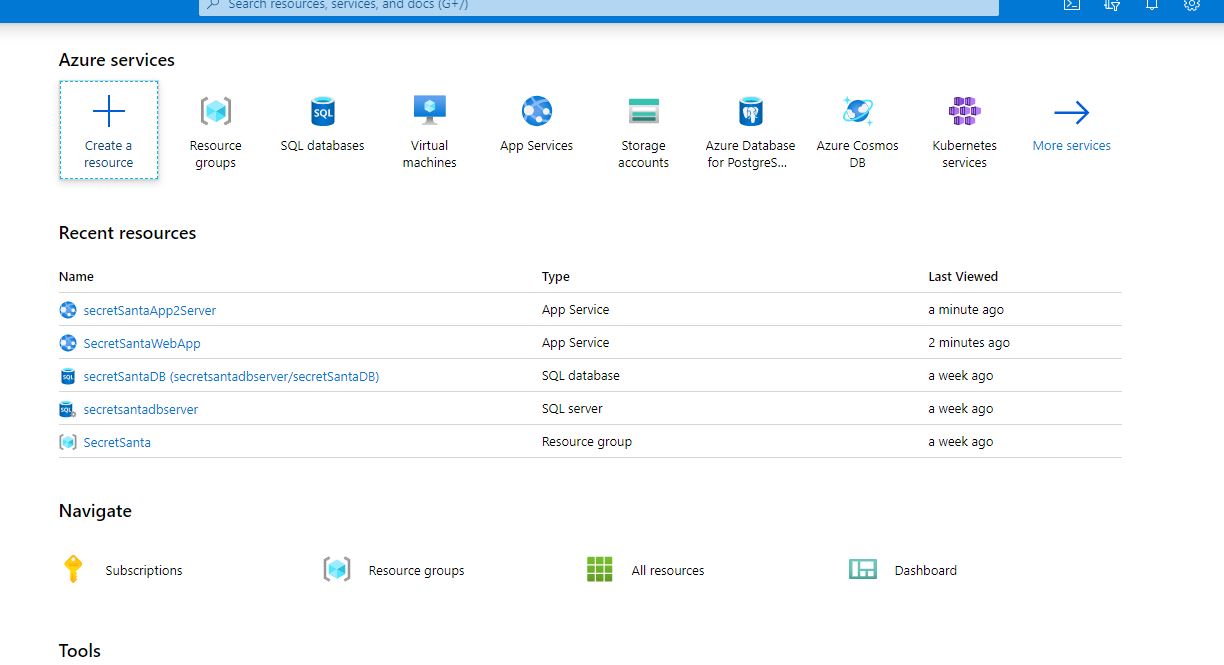 Search resources, services, and docs (G+/)
Azure services
Create a resource
Resource groups
SQL databases
Virtual machines
App Services
Storage accounts
Azure Database for PostgreS...
Azure Cosmos DB
Kubernetes services
More services
Recent resources
Name Type Last Viewed
secretSantaApp2Server App Service a minute ago
SecretSantaWebApp App Service 2 minutes ago
SQL secretSantaDB (secretsantadbserver/secretSantaDB) SQL database a week ago
SQL secretsantadbserver SQL server a week ago
SecretSanta Resource group a week ago
Navigate
Subscriptions Resource groups All resources Dashboard
Tools